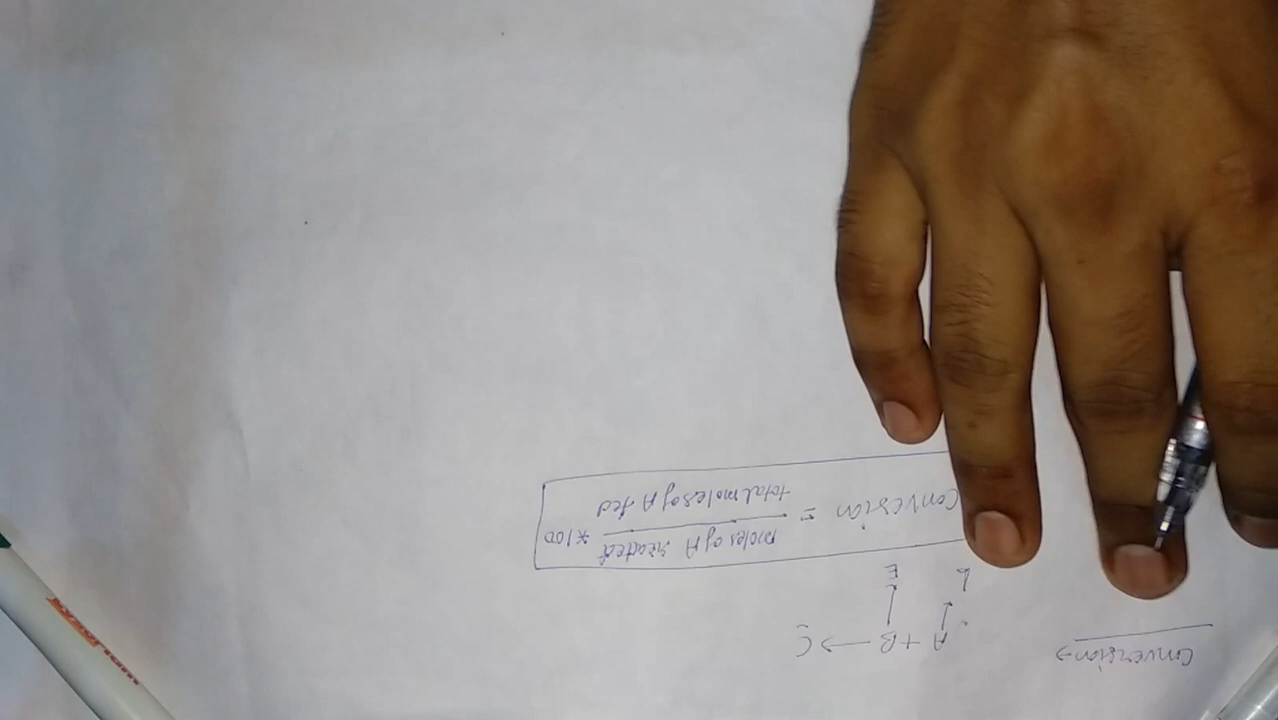 Conversion →
A + B → C
D E
Conversion = moles of A reacted / total moles of A fed * 100